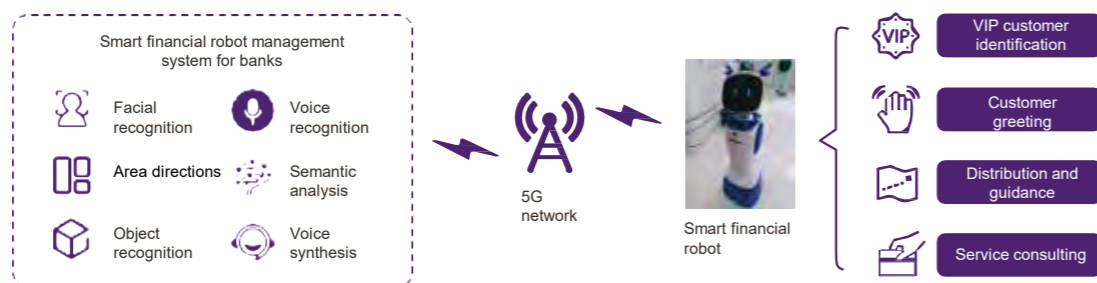 Smart financial robot management
system for banks
Facial
recognition
Voice
recognition
Area directions
Semantic
analysis
Object
recognition
Voice
synthesis
5G
network
Smart financial
robot
VIP
VIP customer
identification
Customer
greeting
Distribution and
guidance
Service consulting